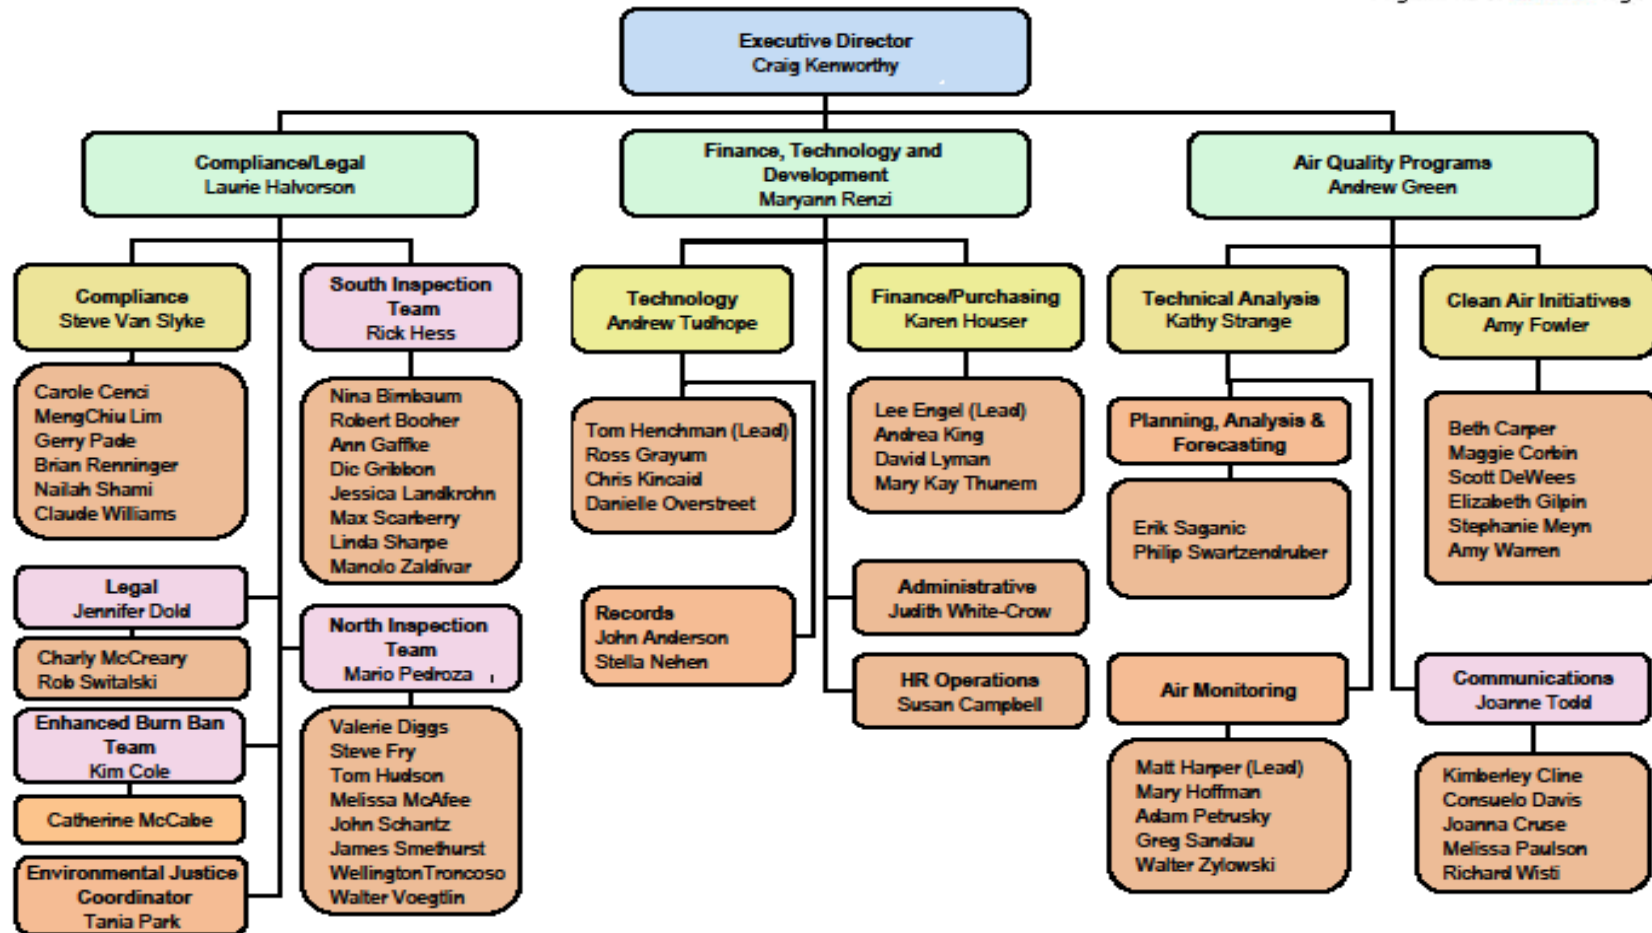 Executive Director
Craig Kenworthy
Compliance/Legal
Laurie Halvorson
Finance, Technology and
Development
Maryann Renzi
Air Quality Programs
Andrew Green
Compliance
Steve Van Slyke
South Inspection
Team
Rick Hess
Technology
Andrew Tudhope
Finance/Purchasing
Karen Houser
Technical Analysis
Kathy Strange
Clean Air Initiatives
Amy Fowler
Carole Cenci
MengChiu Lim
Gerry Pade
Brian Renninger
Nailah Shami
Claude Williams
Nina Birnbaum
Robert Booher
Ann Gaffke
Dic Gribbon
Jessica Landkrohn
Max Scarberry
Linda Sharpe
Manolo Zaldivar
Tom Henchman (Lead)
Ross Grayum
Chris Kincaid
Danielle Overstreet
Lee Engel (Lead)
Andrea King
David Lyman
Mary Kay Thunem
Planning, Analysis &
Forecasting
Erik Saganic
Philip Swartzendruber
Beth Carper
Maggie Corbin
Scott DeWees
Elizabeth Gilpin
Stephanie Meyn
Amy Warren
Legal
Jennifer Dold
Charly McCreary
Rob Switalski
Enhanced Burn Ban
Team
Kim Cole
Catherine McCabe
Environmental Justice
Coordinator
Tania Park
North Inspection
Team
Mario Pedroza
Valerie Diggs
Steve Fry
Tom Hudson
Melissa McAfee
John Schantz
James Smethurst
WellingtonTroncoso
Walter Voegtlin
Records
John Anderson
Stella Nehen
Administrative
Judith White-Crow
HR Operations
Susan Campbell
Air Monitoring
Matt Harper (Lead)
Mary Hoffman
Adam Petrusky
Greg Sandau
Walter Zylowski
Communications
Joanne Todd
Kimberley Cline
Consuelo Davis
Joanna Cruse
Melissa Paulson
Richard Wisti